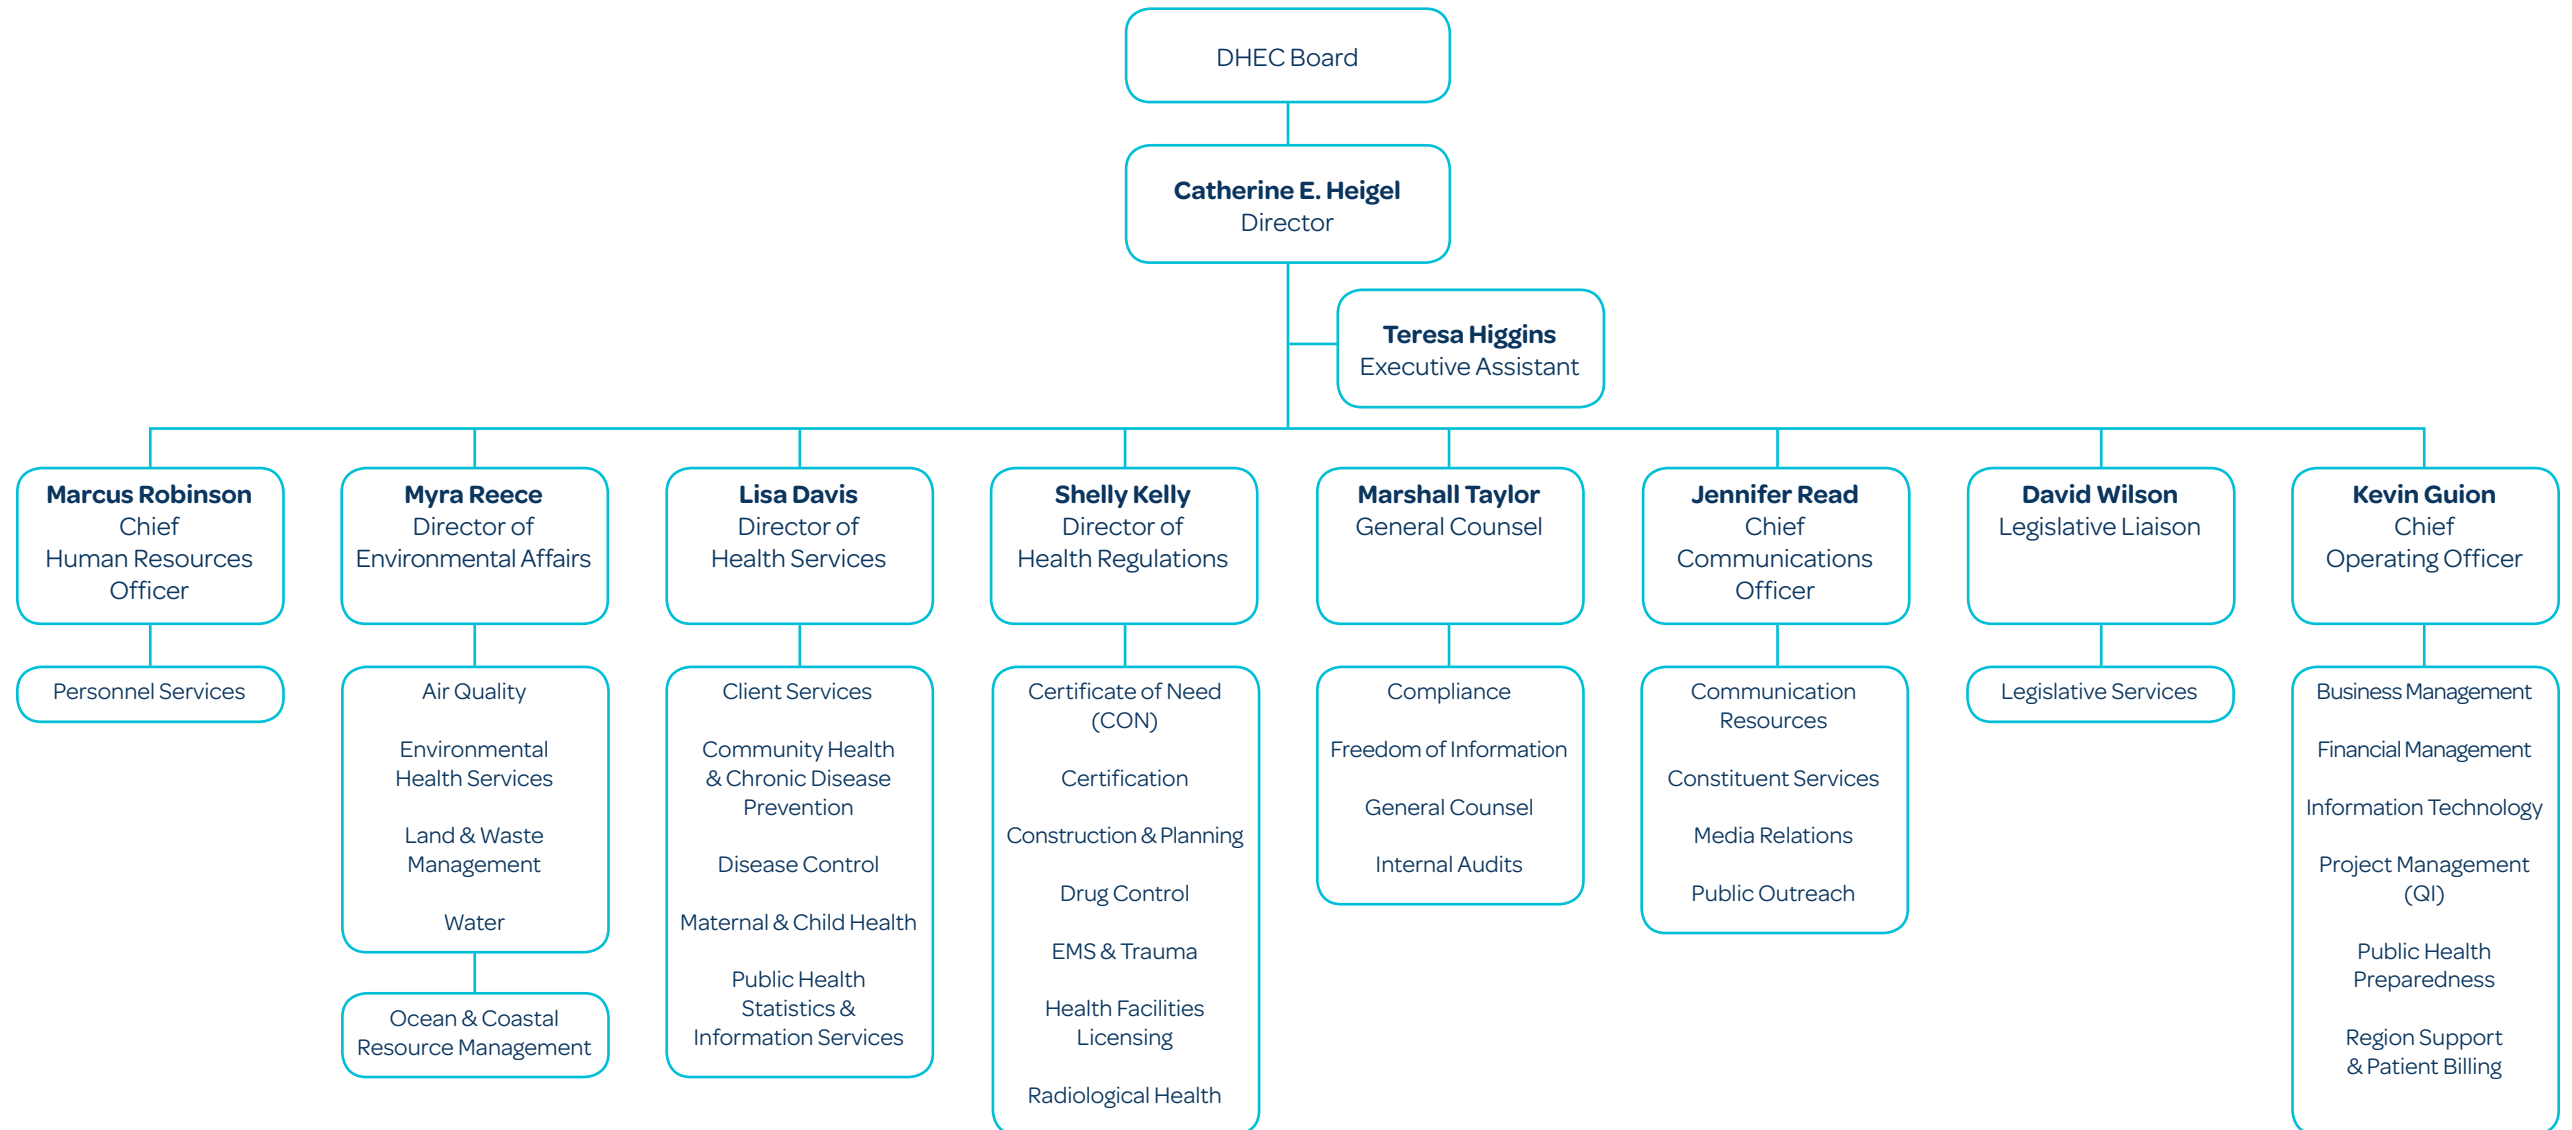 DHEC Board
Catherine E. Heigel
Director
Teresa Higgins
Executive Assistant
Marcus Robinson
Chief
Human Resources
Officer
Personnel Services
Myra Reece
Director of
Environmental Affairs
Air Quality
Environmental
Health Services
Land & Waste
Management
Water
Ocean & Coastal
Resource Management
Lisa Davis
Director of
Health Services
Client Services
Community Health
& Chronic Disease
Prevention
Disease Control
Maternal & Child Health
Public Health
Statistics &
Information Services
Shelly Kelly
Director of
Health Regulations
Certificate of Need
(CON)
Certification
Construction & Planning
Drug Control
EMS & Trauma
Health Facilities
Licensing
Radiological Health
Marshall Taylor
General Counsel
Compliance
Freedom of Information
General Counsel
Internal Audits
Jennifer Read
Chief
Communications
Officer
Communication
Resources
Constituent Services
Media Relations
Public Outreach
David Wilson
Legislative Liaison
Legislative Services
Kevin Guion
Chief
Operating Officer
Business Management
Financial Management
Information Technology
Project Management
(QI)
Public Health
Preparedness
Region Support
& Patient Billing